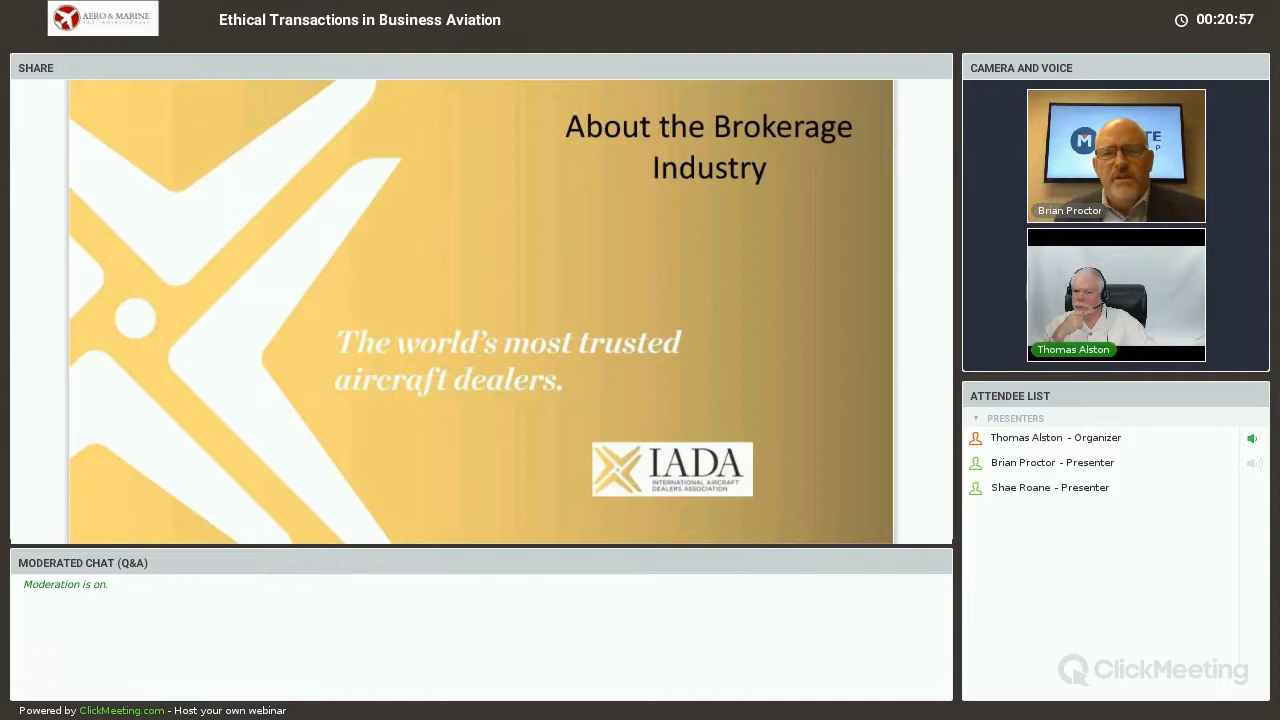 AERO & MARINE
TAX PROFESSIONALS
Ethical Transactions in Business Aviation
00:20:57
SHARE
About the Brokerage
Industry
The world's most trusted
aircraft dealers.
IADA
INTERNATIONAL AIRCRAFT
DEALERS ASSOCIATION
CAMERA AND VOICE
M
TE
P
Brian Proctor
Thomas Alston
ATTENDEE LIST
PRESENTERS
Thomas Alston - Organizer
Brian Proctor - Presenter
Shae Roane - Presenter
MODERATED CHAT (Q&A)
Moderation is on.
ClickMeeting
Powered by ClickMeeting.com - Host your own webinar